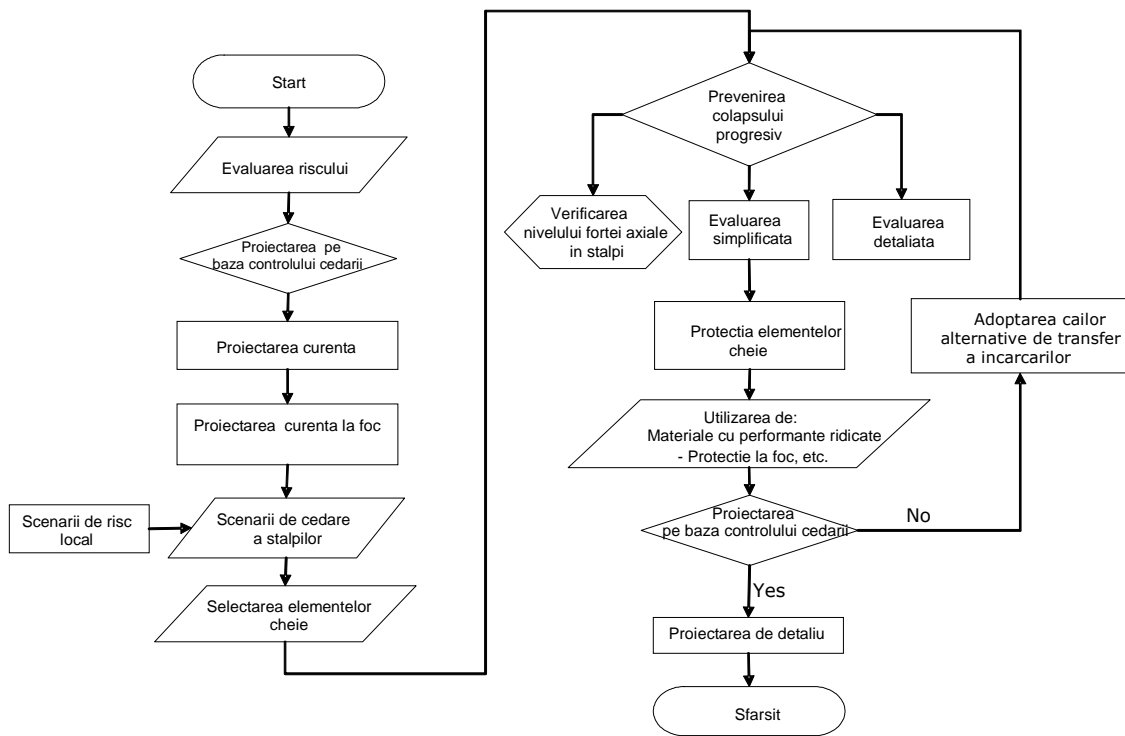 Start
Evaluarea riscului
Proiectarea pe
baza controlului cedarii
Proiectarea curenta
Proiectarea curenta la foc
Scenarii de risc
local
Scenarii de cedare
a stalpilor
Selectarea elementelor
cheie
Prevenirea
colapsului
progresiv
Verificarea
nivelului fortei axiale
in stalpi
Evaluarea
simplificata
Evaluarea
detaliata
Protectia elementelor
cheie
Adoptarea cailor
alternative de transfer
a incarcarilor
Utilizarea de:
Materiale cu performante ridicate
- Protectie la foc, etc.
Proiectarea
pe baza controlului cedarii
No
Yes
Proiectarea de detaliu
Sfarsit